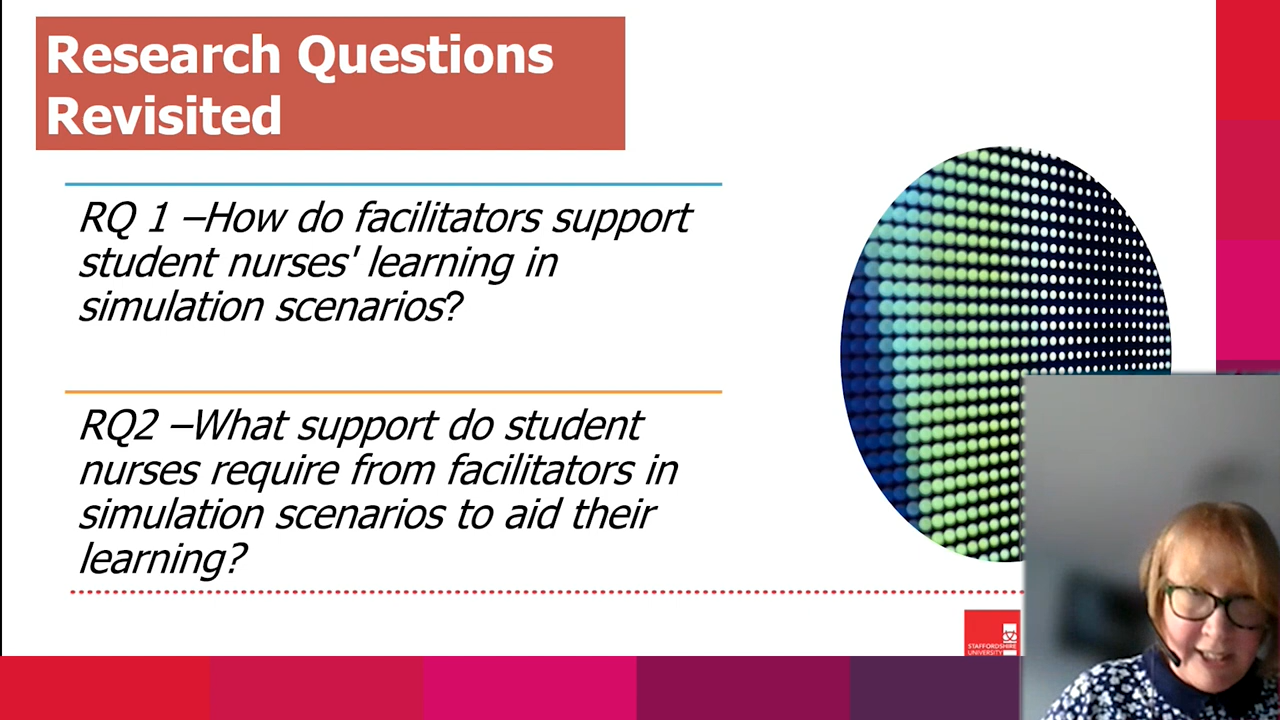 Research Questions
Revisited
RQ 1 –How do facilitators support
student nurses' learning in
simulation scenarios?
RQ2 –What support do student
nurses require from facilitators in
simulation scenarios to aid their
learning?
STAFFORDSHIRE
UNIVERSITY